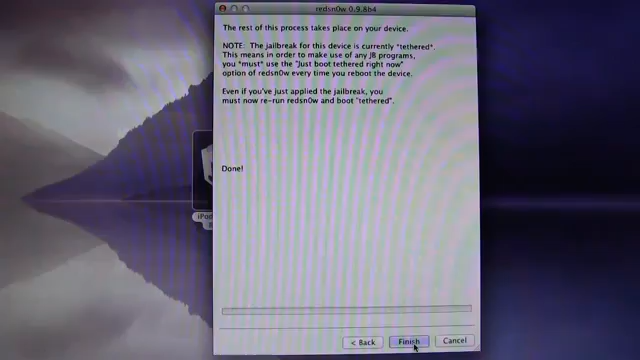 redsn0w 0.9.8b4
The rest of this process takes place on your device.
NOTE: The jailbreak for this device is currently *tethered*.
This means in order to make use of any JB programs,
you *must* use the "Just boot tethered right now"
option of redsn0w every time you reboot the device.
Even if you've just applied the jailbreak, you
must now re-run redsn0w and boot "tethered".
Done!
iPod
< Back
Finish
Cancel